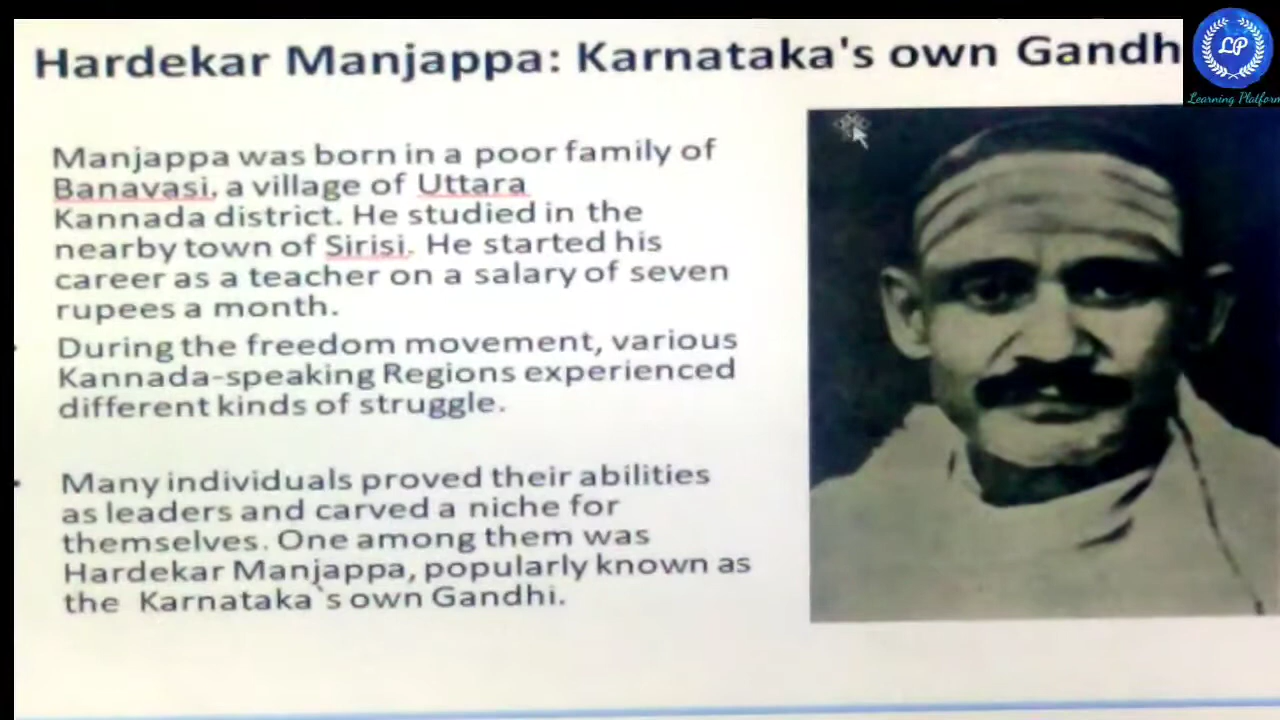 Hardekar Manjappa: Karnataka's own Gandh
LP
Learning Platform
Manjappa was born in a poor family of
Banavasi, a village of Uttara
Kannada district. He studied in the
nearby town of Sirisi. He started his
career as a teacher on a salary of seven
rupees a month.
During the freedom movement, various
Kannada-speaking Regions experienced
different kinds of struggle.
Many individuals proved their abilities
as leaders and carved a niche for
themselves. One among them was
Hardekar Manjappa, popularly known as
the Karnataka`s own Gandhi.